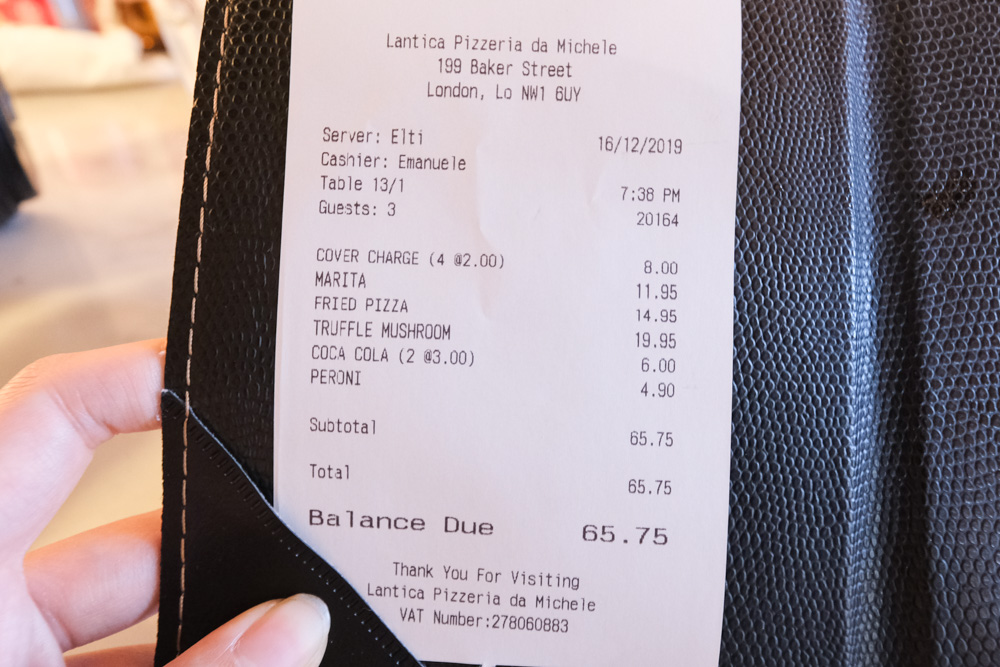 Lantica Pizzeria da Michele
199 Baker Street
London, Lo NW1 6UY
Server: Elti 16/12/2019
Cashier: Emanuele
Table 13/1 7:38 PM
Guests: 3 20164
COVER CHARGE (4 @2.00) 8.00
MARITA 11.95
FRIED PIZZA 14.95
TRUFFLE MUSHROOM 19.95
COCA COLA (2 @3.00) 6.00
PERONI 4.90
Subtotal 65.75
Total 65.75
Balance Due 65.75
Thank You For Visiting
Lantica Pizzeria da Michele
VAT Number:278060883